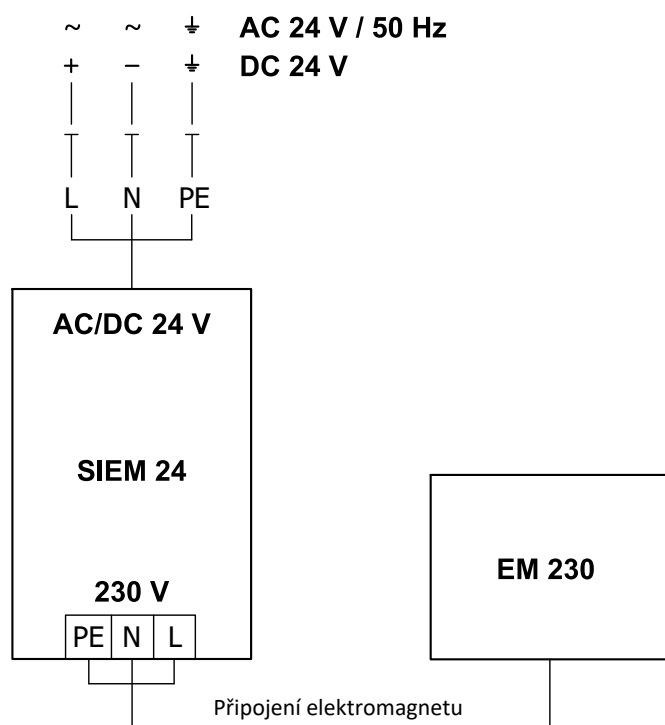 ~ ~ ⏚ AC 24 V / 50 Hz
+ − ⏚ DC 24 V
L N PE
AC/DC 24 V
SIEM 24
230 V
PE N L
EM 230
Připojení elektromagnetu